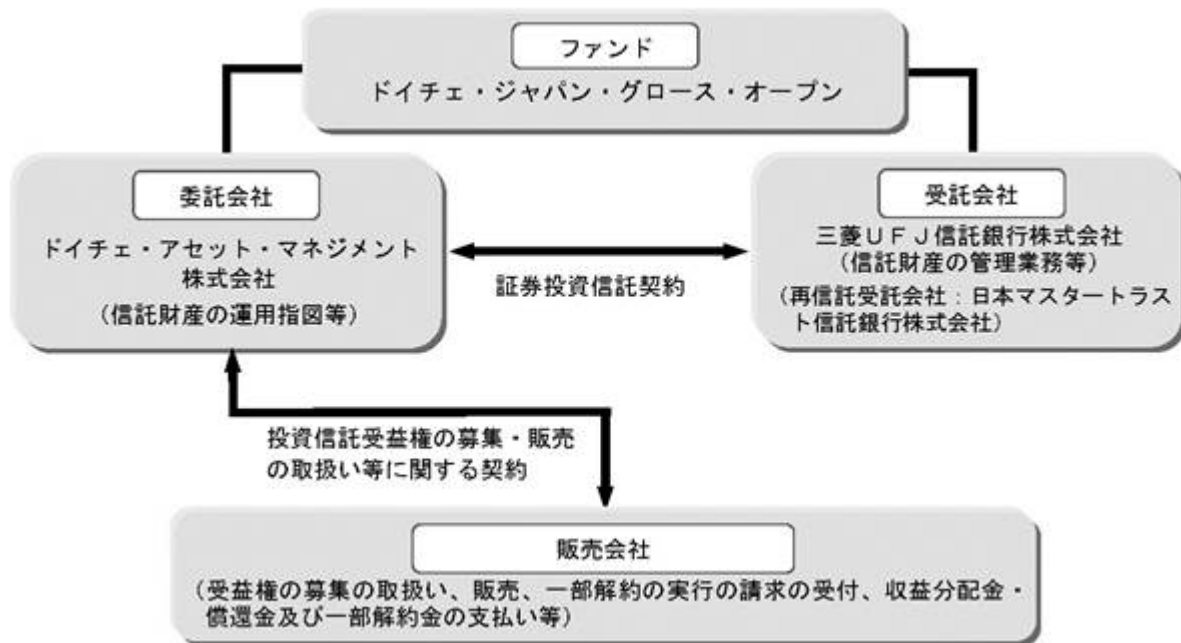 ファンド
ドイチェ・ジャパン・グロース・オープン
委託会社
ドイチェ・アセット・マネジメント
株式会社
(信託財産の運用指図等)
受託会社
三菱UFJ信託銀行株式会社
(信託財産の管理業務等)
(再信託受託会社:日本マスタートラス
ト信託銀行株式会社)
証券投資信託契約
投資信託受益権の募集・販売
の取扱い等に関する契約
販売会社
(受益権の募集の取扱い、販売、一部解約の実行の請求の受付、収益分配金・
償還金及び一部解約金の支払い等)